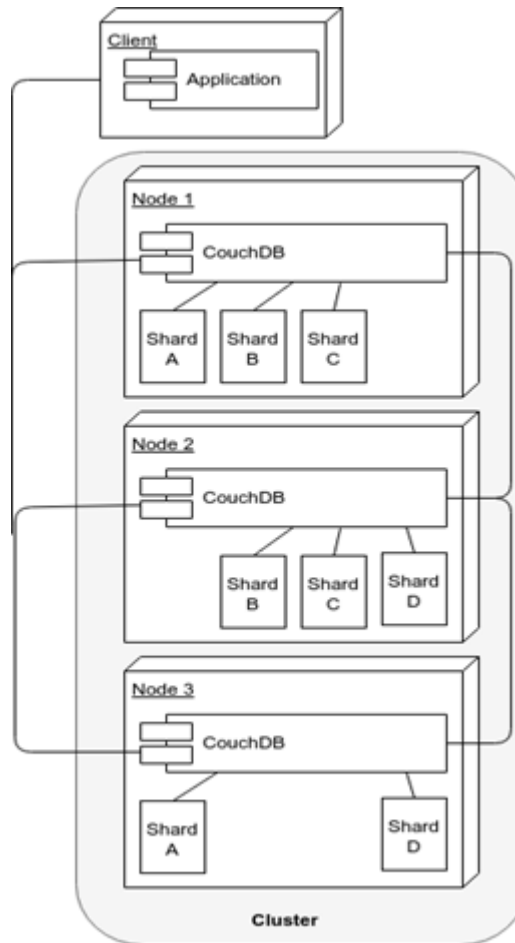 Client
Application
Node 1
CouchDB
Shard
A
Shard
B
Shard
C
Node 2
CouchDB
Shard
B
Shard
C
Shard
D
Node 3
CouchDB
Shard
A
Shard
D
Cluster